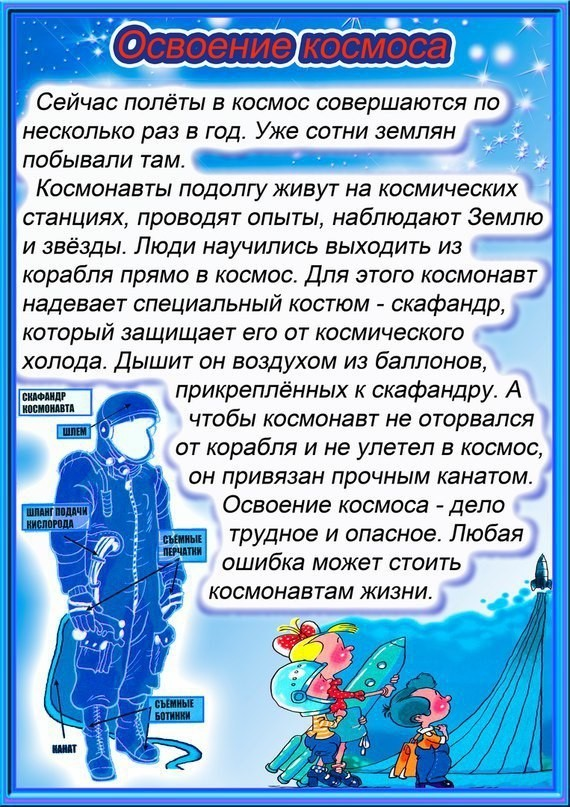 Освоение космоса
Сейчас полёты в космос совершаются по
несколько раз в год. Уже сотни землян
побывали там.
Космонавты подолгу живут на космических
станциях, проводят опыты, наблюдают Землю
и звёзды. Люди научились выходить из
корабля прямо в космос. Для этого космонавт
надевает специальный костюм - скафандр,
который защищает его от космического
холода. Дышит он воздухом из баллонов,
прикреплённых к скафандру. А
чтобы космонавт не оторвался
от корабля и не улетел в космос,
он привязан прочным канатом.
Освоение космоса - дело
трудное и опасное. Любая
ошибка может стоить
космонавтам жизни.
СКАФАНДР
КОСМОНАВТА
ШЛЕМ
ШЛАНГ ПОДАЧИ
КИСЛОРОДА
СЪЁМНЫЕ
ПЕРЧАТКИ
СЪЁМНЫЕ
БОТИНКИ
КАНАТ